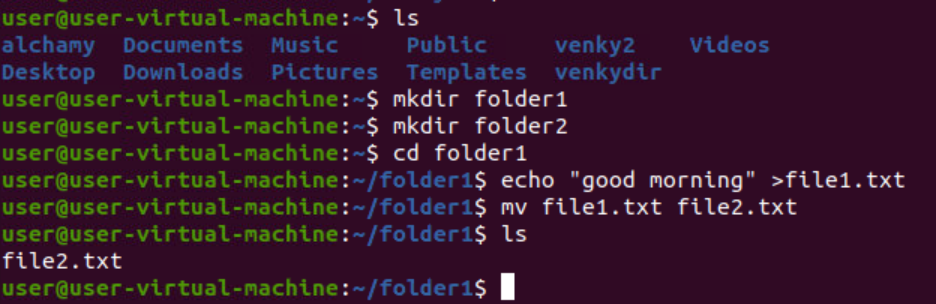 user@user-virtual-machine:~$ ls
alchamy Documents Music Public venky2 Videos
Desktop Downloads Pictures Templates venkydir
user@user-virtual-machine:~$ mkdir folder1
user@user-virtual-machine:~$ mkdir folder2
user@user-virtual-machine:~$ cd folder1
user@user-virtual-machine:~/folder1$ echo "good morning" >file1.txt
user@user-virtual-machine:~/folder1$ mv file1.txt file2.txt
user@user-virtual-machine:~/folder1$ ls
file2.txt
user@user-virtual-machine:~/folder1$